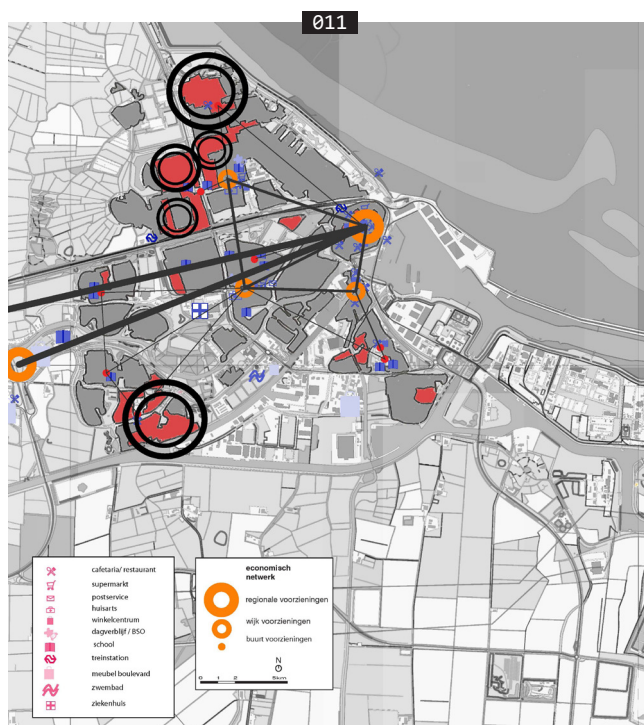 011
cafetaria/ restaurant
supermarkt
postservice
huisarts
winkelcentrum
dagverblijf / BSO
school
treinstation
meubel boulevard
zwembad
ziekenhuis
economisch
netwerk
regionale voorzieningen
wijk voorzieningen
buurt voorzieningen
N
0 1 2 5km